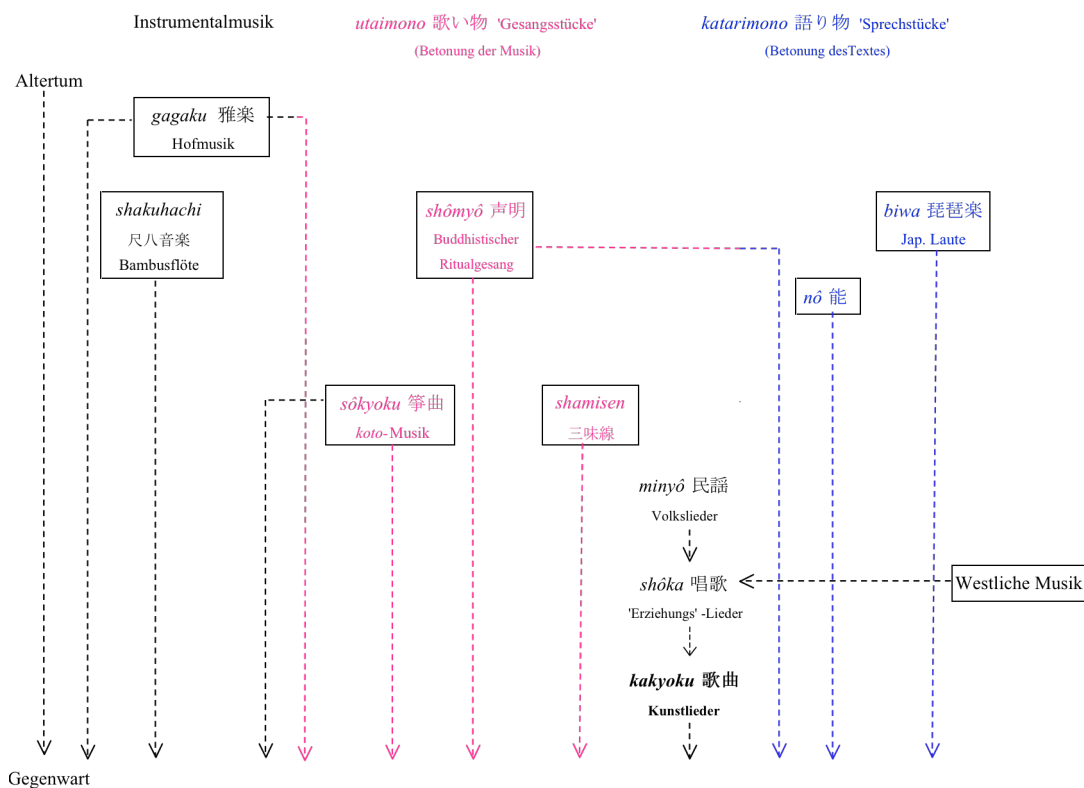 Instrumentalmusik
utaimono 歌い物 'Gesangsstücke'
(Betonung der Musik)
katarimono 語り物 'Sprechstücke'
(Betonung desTextes)
Altertum
gagaku 雅楽
Hofmusik
shakuhachi
尺八音楽
Bambusflöte
shômyô 声明
Buddhistischer
Ritualgesang
biwa 琵琶楽
Jap. Laute
nô 能
sôkyoku 箏曲
koto-Musik
shamisen
三味線
minyô 民謡
Volkslieder
shôka 唱歌
'Erziehungs' -Lieder
Westliche Musik
kakyoku 歌曲
Kunstlieder
Gegenwart